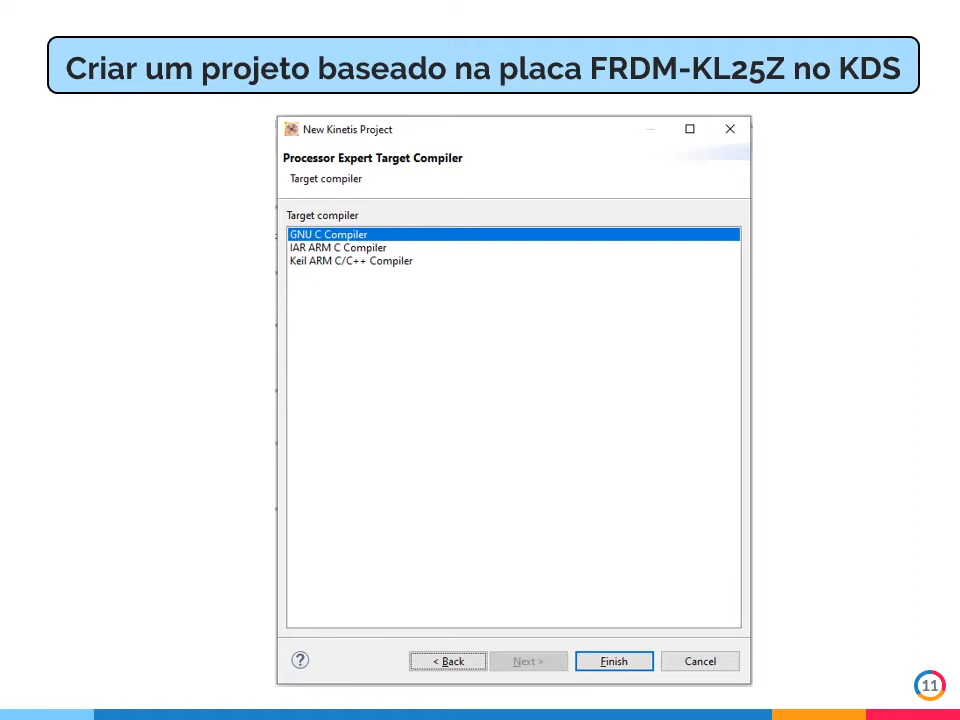 Criar um projeto baseado na placa FRDM-KL25Z no KDS
New Kinetis Project
Processor Expert Target Compiler
Target compiler
Target compiler
GNU C Compiler
IAR ARM C Compiler
Keil ARM C/C++ Compiler
?
< Back
Next >
Finish
Cancel
11